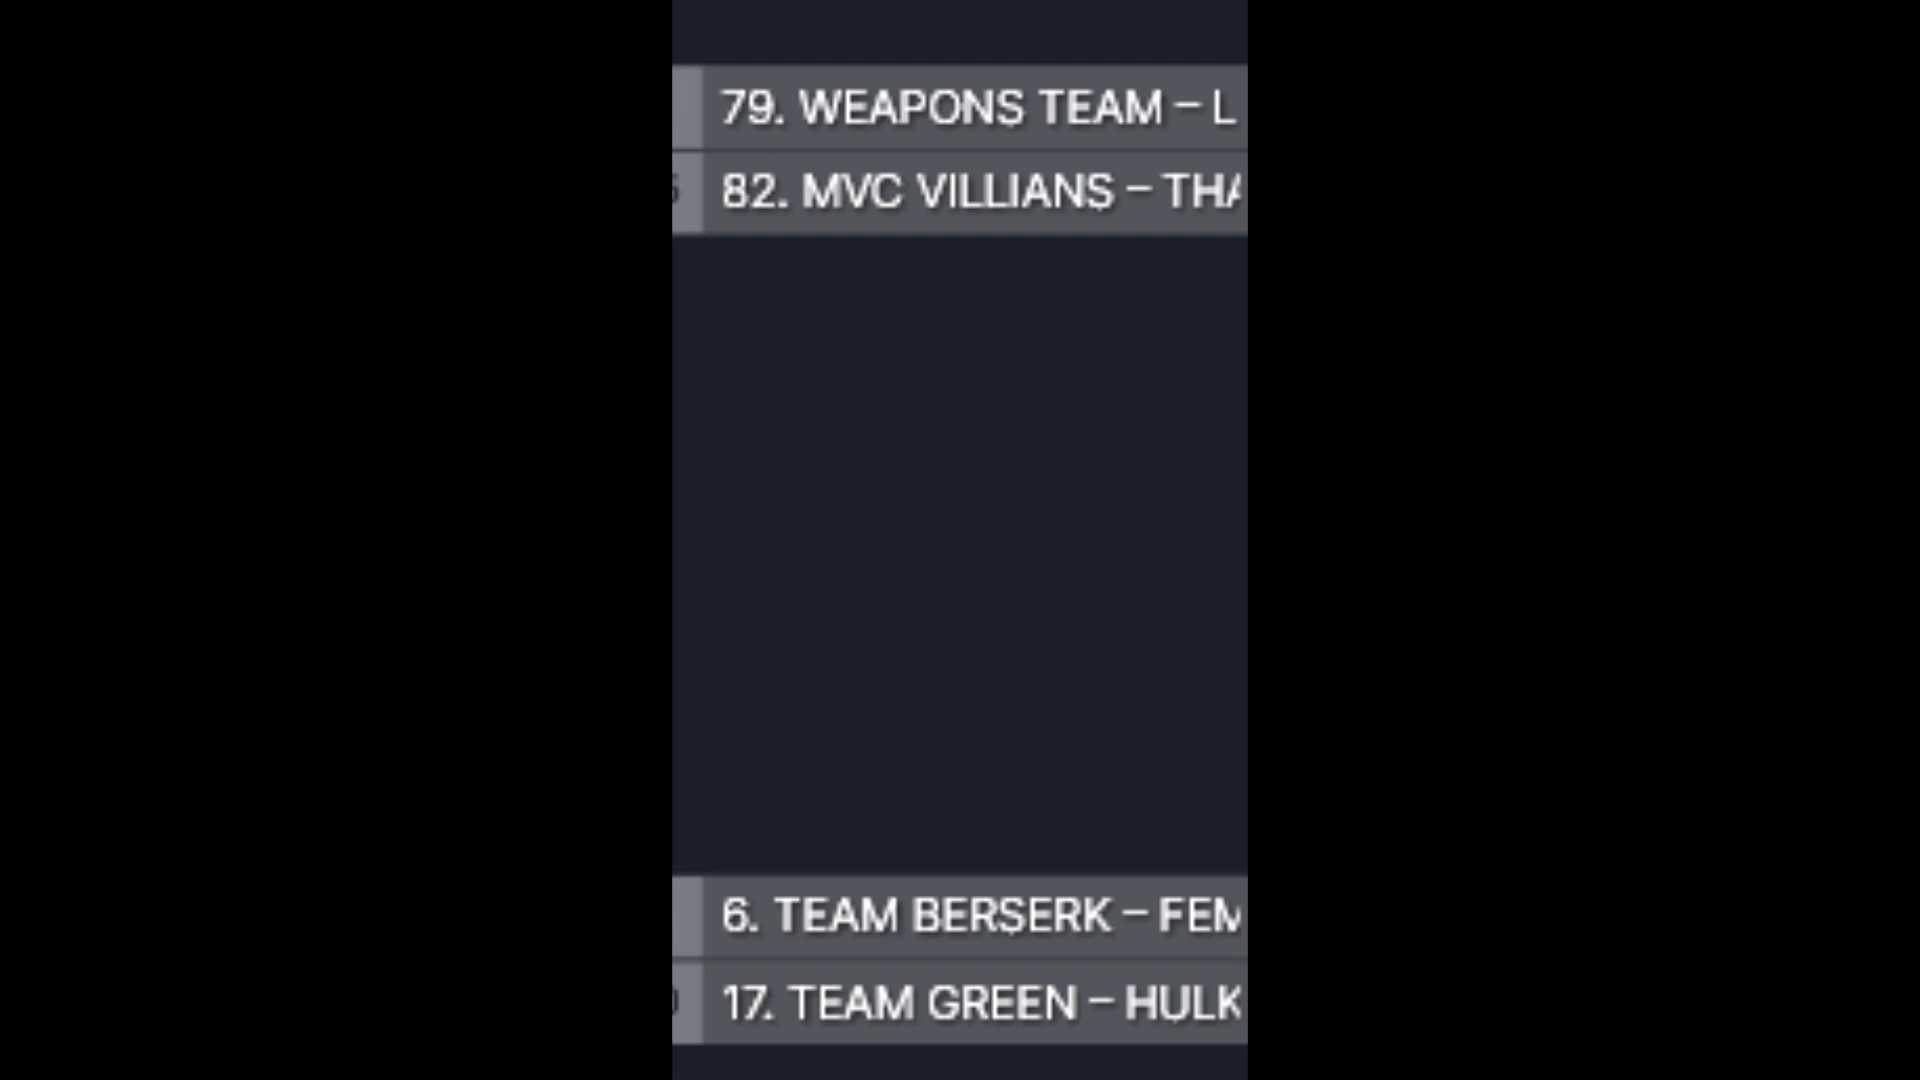 79. WEAPONS TEAM – L
82. MVC VILLIANS – THA
6. TEAM BERSERK – FEM
17. TEAM GREEN – HULK